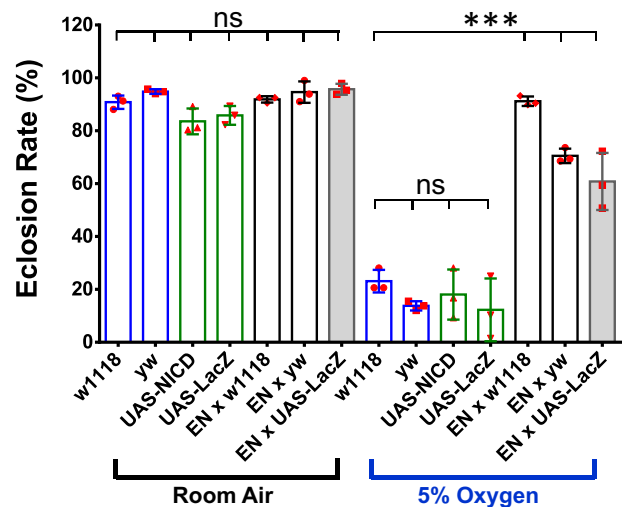 ns
***
Eclosion Rate (%)
120
100
80
60
40
20
0
ns
w1118
yw
UAS-NICD
UAS-LacZ
EN x w1118
EN x yw
EN x UAS-LacZ
w1118
yw
UAS-NICD
UAS-LacZ
EN x w1118
EN x yw
EN x UAS-LacZ
Room Air
5% Oxygen